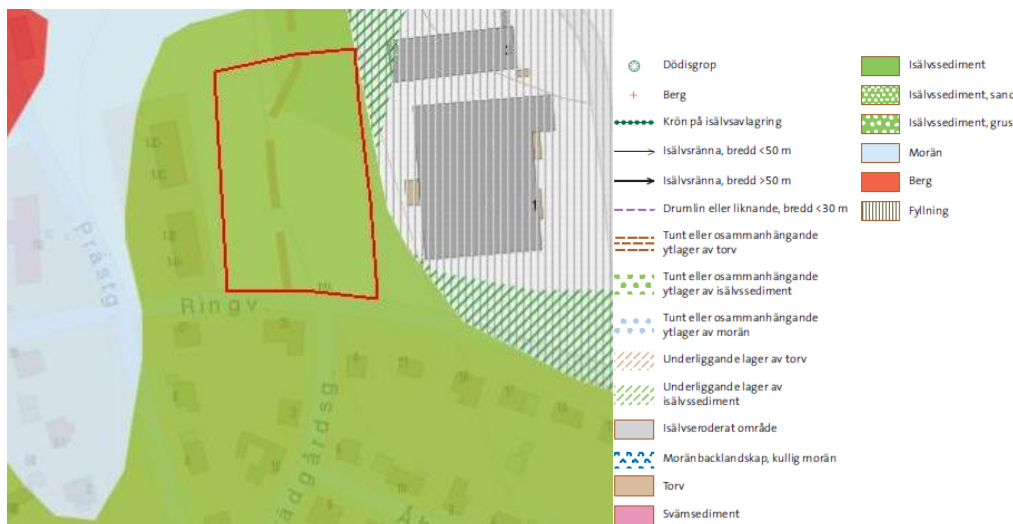 Prästg.
Ringv.
ädgårdsg.
1
Dödisgrop
Berg
Krön på isälvsavlagring
Isälvsränna, bredd <50 m
Isälvsränna, bredd >50 m
Drumlin eller liknande, bredd <30 m
Tunt eller osammanhängande
ytlager av torv
Tunt eller osammanhängande
ytlager av isälvssediment
Tunt eller osammanhängande
ytlager av morän
Underliggande lager av torv
Underliggande lager av
isälvssediment
Isälvseroderat område
Moränbacklandskap, kullig morän
Torv
Svämsediment
Isälvssediment
Isälvssediment, sand
Isälvssediment, grus
Morän
Berg
Fyllning